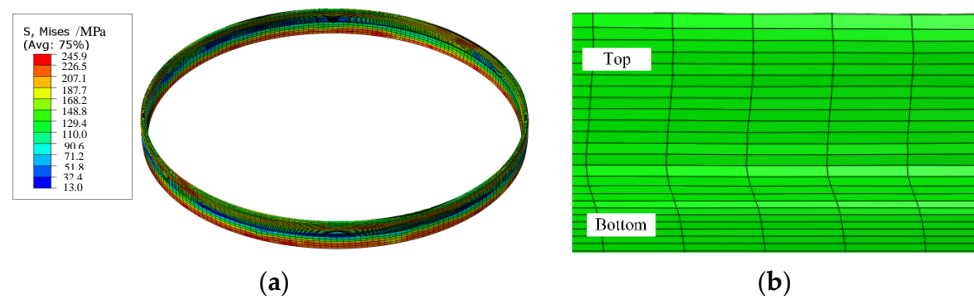 S, Mises /MPa
(Avg: 75%)
245.9
226.5
207.1
187.7
168.2
148.8
129.4
110.0
90.6
71.2
51.8
32.4
13.0
Top
Bottom
(a)
(b)